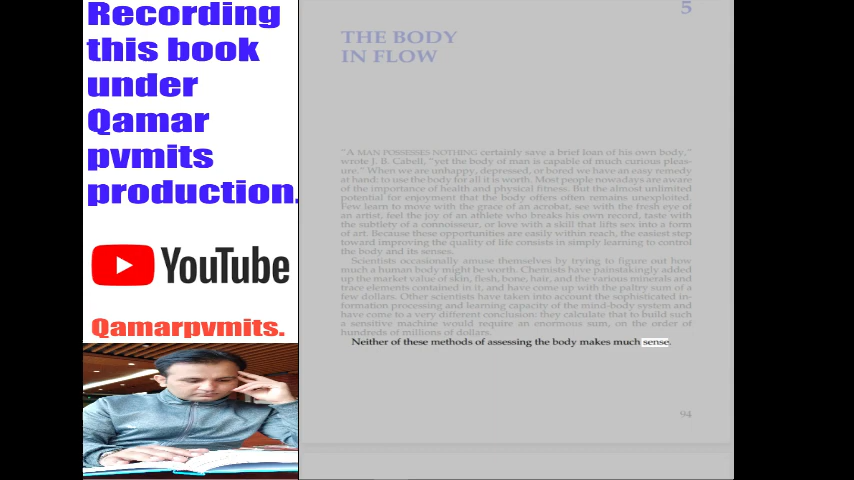 Recording
this book
under
Qamar
pvmits
production.
YouTube
Qamarpvmits.
5
THE BODY
IN FLOW
"A MAN POSSESSES NOTHING certainly save a brief loan of his own body,"
wrote J. B. Cabell, "yet the body of man is capable of much curious pleas-
ure." When we are unhappy, depressed, or bored we have an easy remedy
at hand: to use the body for all it is worth. Most people nowadays are aware
of the importance of health and physical fitness. But the almost unlimited
potential for enjoyment that the body offers often remains unexploited.
Few learn to move with the grace of an acrobat, see with the fresh eye of
an artist, feel the joy of an athlete who breaks his own record, taste with
the subtlety of a connoisseur, or love with a skill that lifts sex into a form
of art. Because these opportunities are easily within reach, the easiest step
toward improving the quality of life consists in simply learning to control
the body and its senses.
Scientists occasionally amuse themselves by trying to figure out how
much a human body might be worth. Chemists have painstakingly added
up the market value of skin, flesh, bone, hair, and the various minerals and
trace elements contained in it, and have come up with the paltry sum of a
few dollars. Other scientists have taken into account the sophisticated in-
formation processing and learning capacity of the mind-body system and
have come to a very different conclusion: they calculate that to build such
a sensitive machine would require an enormous sum, on the order of
hundreds of millions of dollars.
Neither of these methods of assessing the body makes much sense.
94